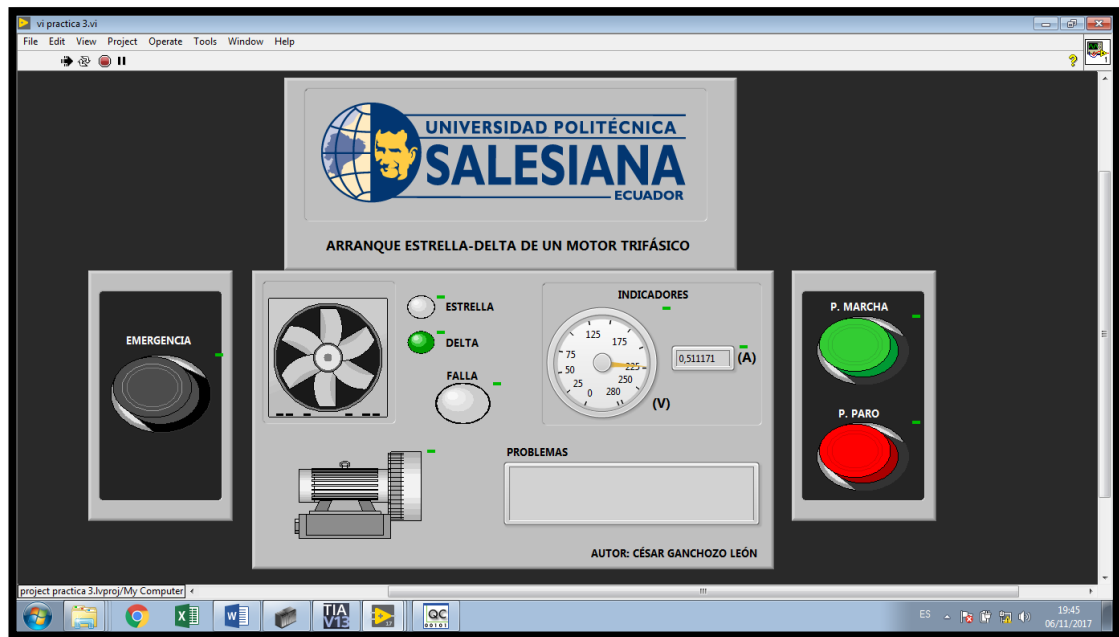 vi practica 3.vi
File Edit View Project Operate Tools Window Help
?
1
UNIVERSIDAD POLITÉCNICA
SALESIANA
ECUADOR
ARRANQUE ESTRELLA-DELTA DE UN MOTOR TRIFÁSICO
EMERGENCIA
ESTRELLA
DELTA
FALLA
INDICADORES
0 25 50 75 125 175 225 250 280
(V)
0,511171 (A)
P. MARCHA
P. PARO
PROBLEMAS
AUTOR: CÉSAR GANCHOZO LEÓN
project practica 3.lvproj/My Computer
TIA
V13
QC
ES
19:45
06/11/2017